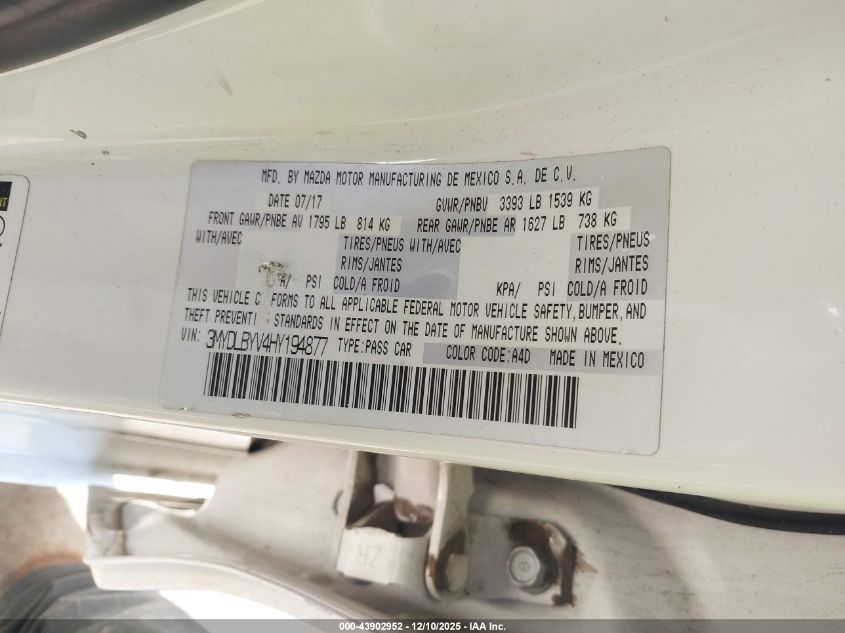 MFD. BY MAZDA MOTOR MANUFACTURING DE MEXICO S.A. DE C.V.
DATE 07/17 GVWR/PNBV 3393 LB 1539 KG
FRONT GAWR/PNBE AV 1795 LB 814 KG REAR GAWR/PNBE AR 1627 LB 738 KG
WITH/AVEC TIRES/PNEUS WITH/AVEC TIRES/PNEUS
RIMS/JANTES RIMS/JANTES
A/ PSI COLD/A FROID KPA/ PSI COLD/A FROID
THIS VEHICLE C FORMS TO ALL APPLICABLE FEDERAL MOTOR VEHICLE SAFETY, BUMPER, AND
THEFT PREVENTI STANDARDS IN EFFECT ON THE DATE OF MANUFACTURE SHOWN ABOVE.
VIN: 3MYDLBYV4HY194877 TYPE:PASS CAR COLOR CODE:A4D MADE IN MEXICO
ZR
8
000-43902952 - 12/10/2025 - IAA Inc.